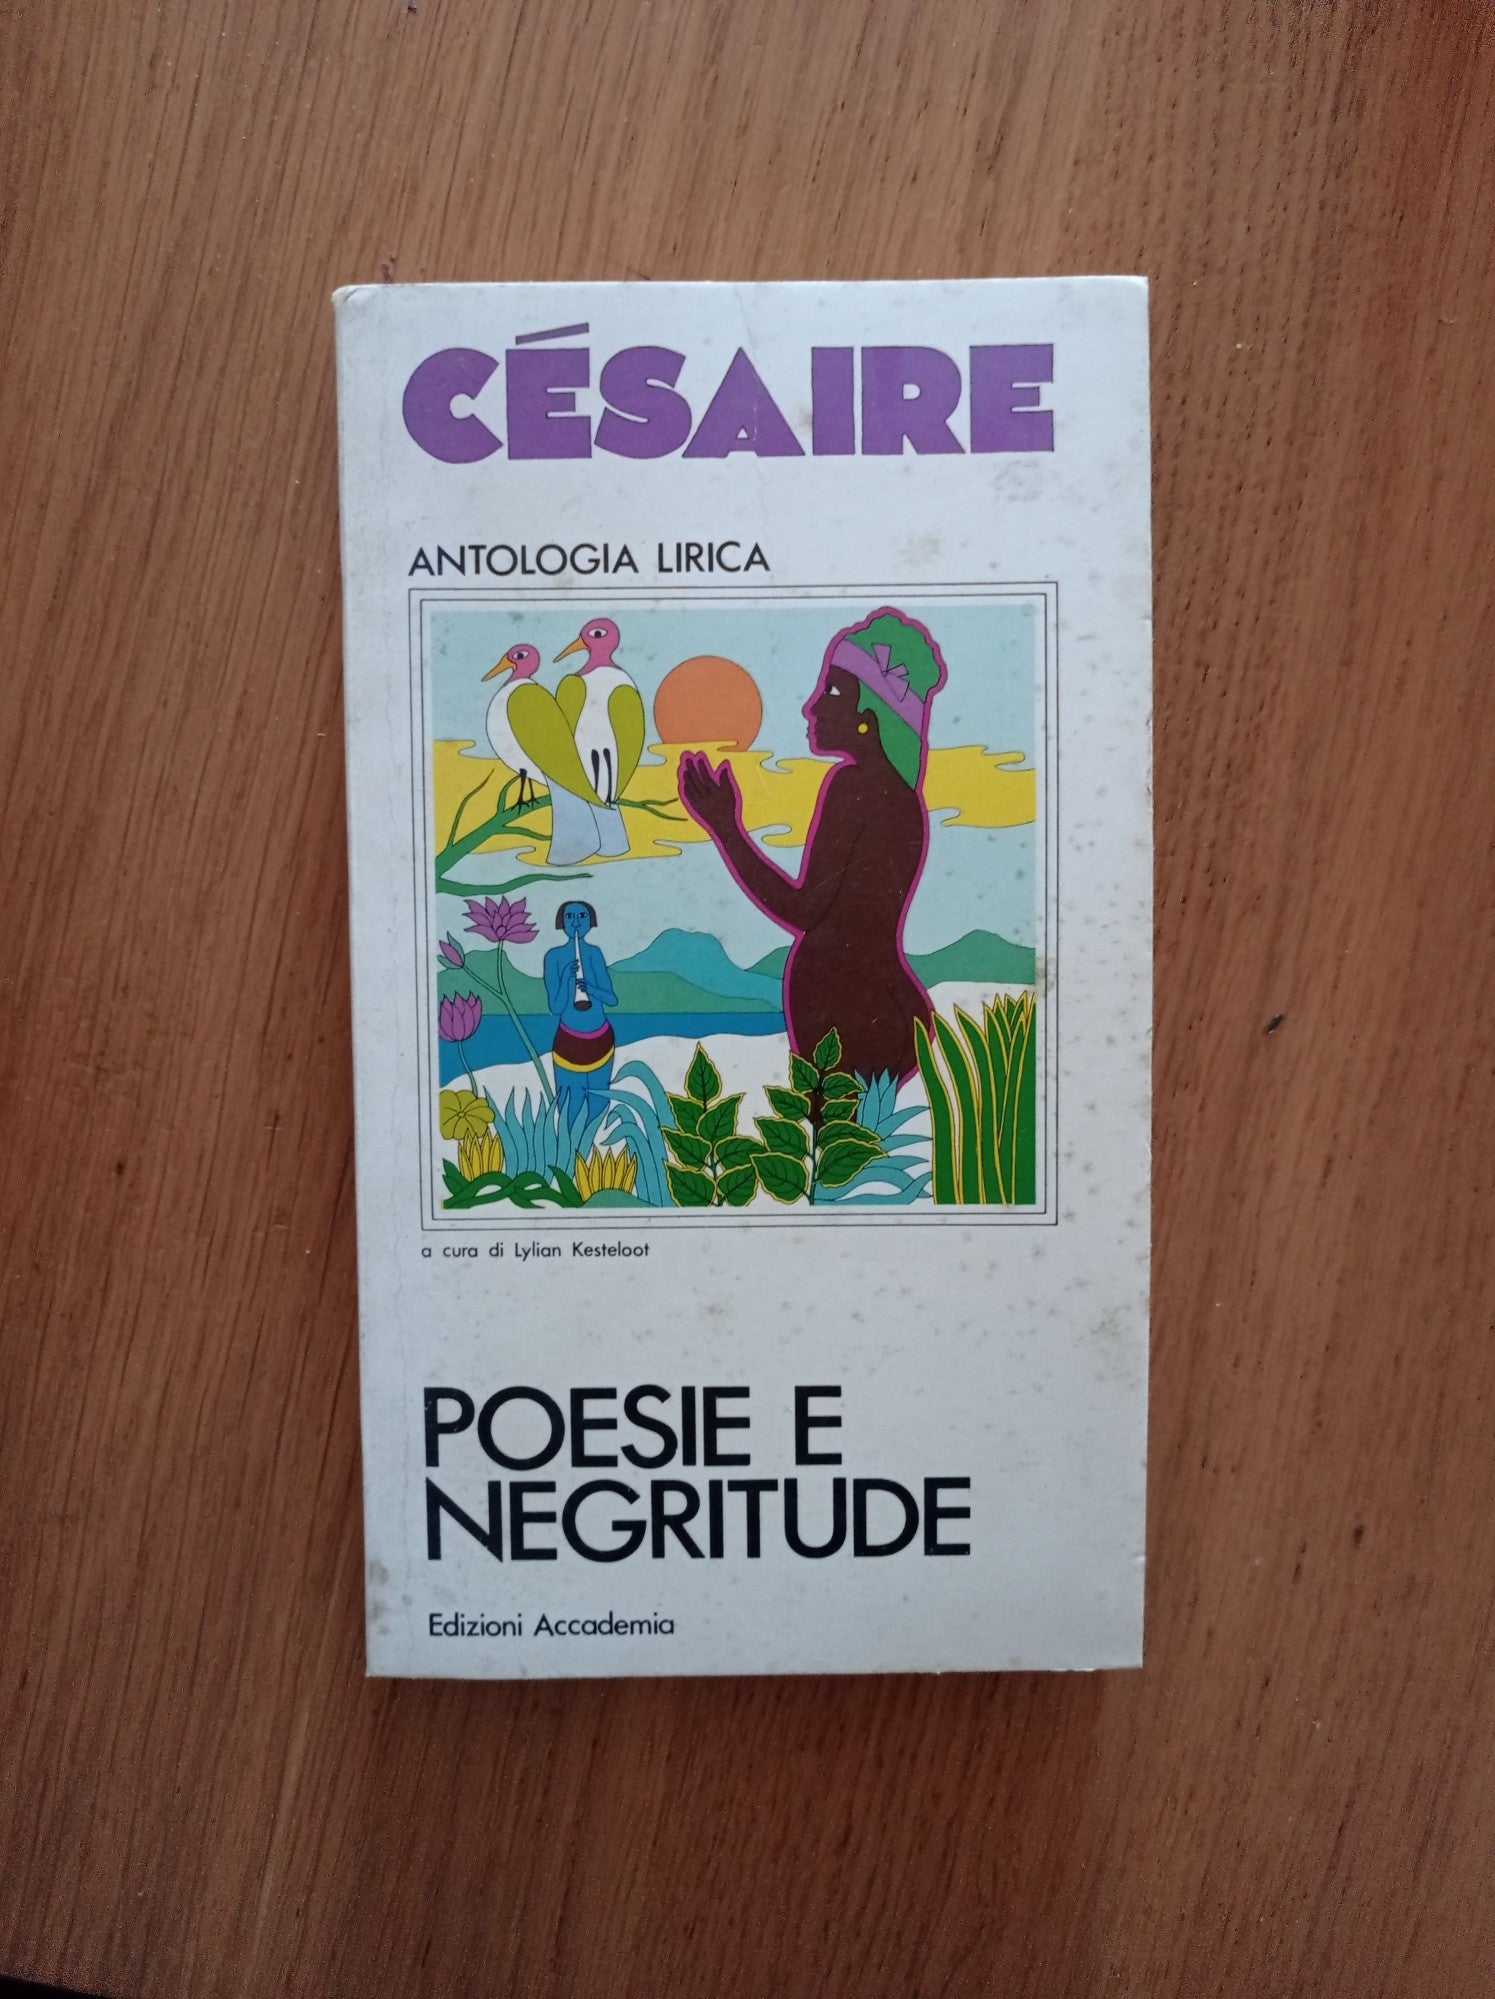 CÉSAIRE
ANTOLOGIA LIRICA
a cura di Lylian Kesteloot
POESIE E
NEGRITUDE
Edizioni Accademia